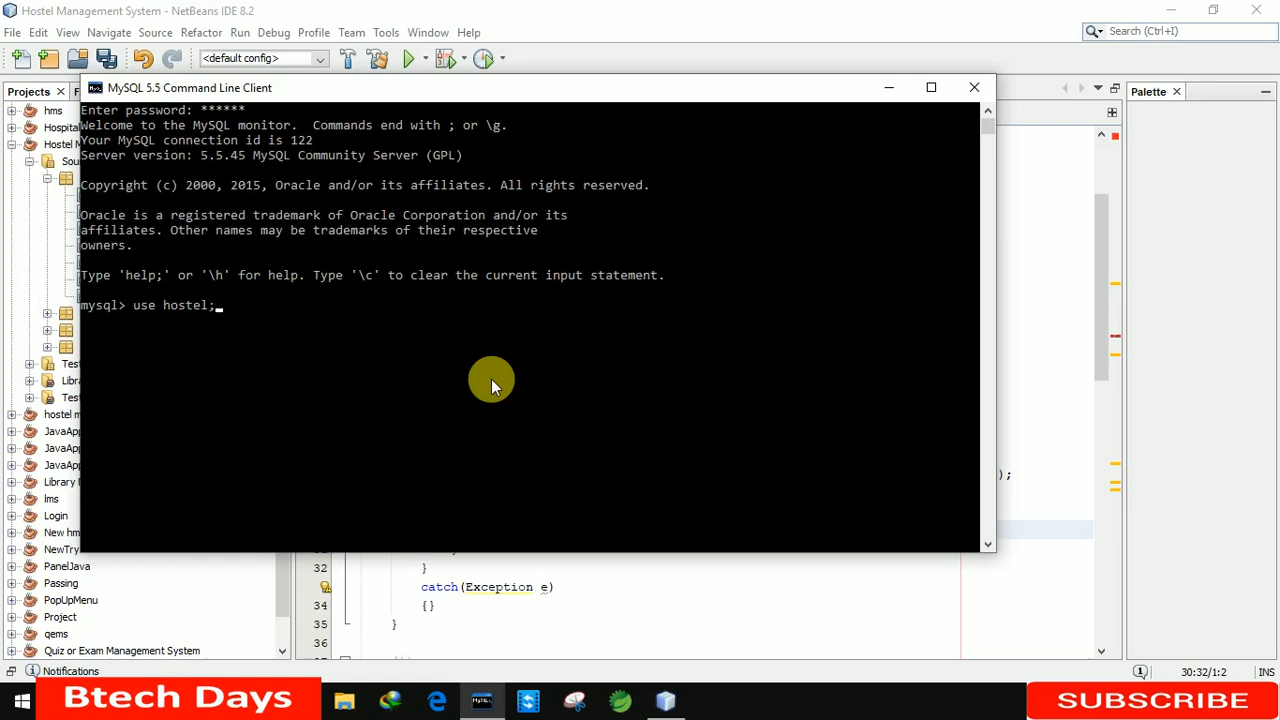 Hostel Management System - NetBeans IDE 8.2
File Edit View Navigate Source Refactor Run Debug Profile Team Tools Window Help
Search (Ctrl+I)
<default config>
Projects
Palette
MySQL 5.5 Command Line Client
Enter password: ******
Welcome to the MySQL monitor.  Commands end with ; or \g.
Your MySQL connection id is 122
Server version: 5.5.45 MySQL Community Server (GPL)
Copyright (c) 2000, 2015, Oracle and/or its affiliates. All rights reserved.
Oracle is a registered trademark of Oracle Corporation and/or its
affiliates. Other names may be trademarks of their respective
owners.
Type 'help;' or '\h' for help. Type '\c' to clear the current input statement.
mysql> use hostel;
hms
Hospita
Hostel M
Sou
Test
Libra
Test
hostel m
JavaApp
JavaApp
JavaApp
Library M
lms
Login
New hm
NewTry
PanelJava
Passing
PopUpMenu
Project
qems
Quiz or Exam Management System
);
32 }
catch(Exception e)
34 {}
35 }
36
Notifications
30:32/1:2 INS
Btech Days
SUBSCRIBE